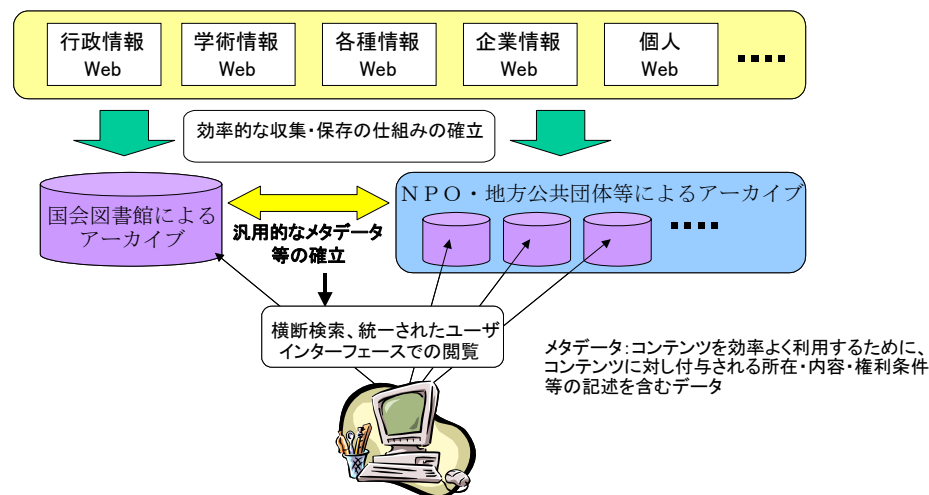 行政情報
Web
学術情報
Web
各種情報
Web
企業情報
Web
個人
Web
効率的な収集・保存の仕組みの確立
国会図書館による
アーカイブ
NPO・地方公共団体等によるアーカイブ
汎用的なメタデータ
等の確立
横断検索、統一されたユーザ
インターフェースでの閲覧
メタデータ:コンテンツを効率よく利用するために、
コンテンツに対し付与される所在・内容・権利条件
等の記述を含むデータ